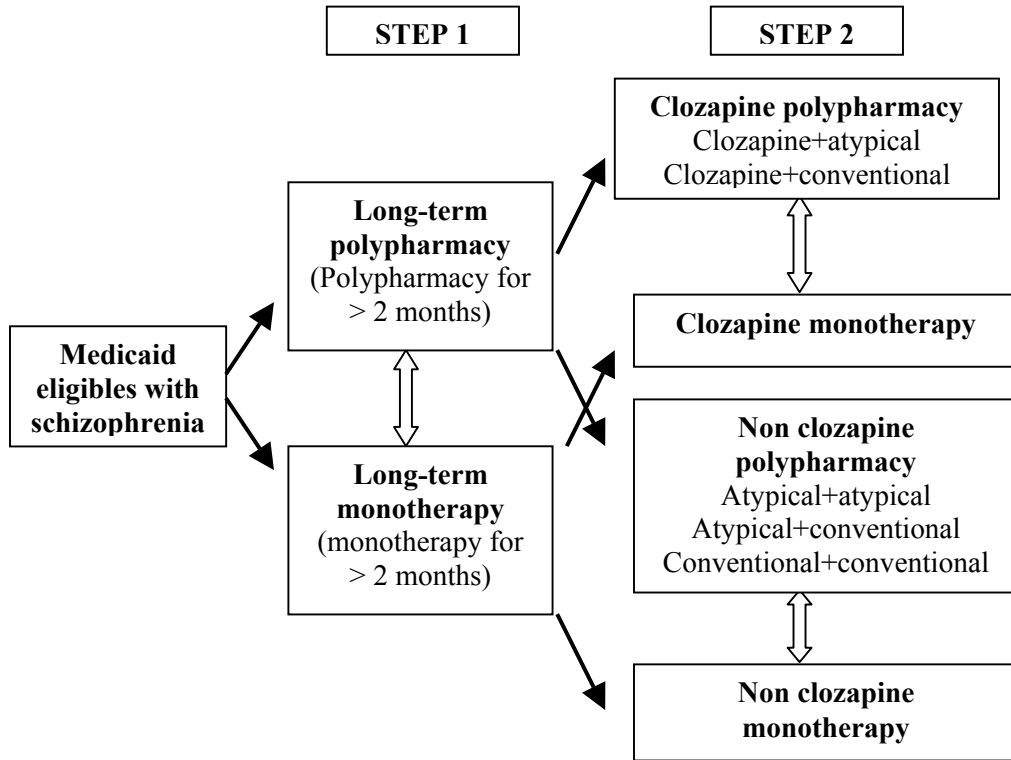 STEP 1
STEP 2
Medicaid
eligibles with
schizophrenia
Long-term
polypharmacy
(Polypharmacy for
> 2 months)
Long-term
monotherapy
(monotherapy for
> 2 months)
Clozapine polypharmacy
Clozapine+atypical
Clozapine+conventional
Clozapine monotherapy
Non clozapine
polypharmacy
Atypical+atypical
Atypical+conventional
Conventional+conventional
Non clozapine
monotherapy